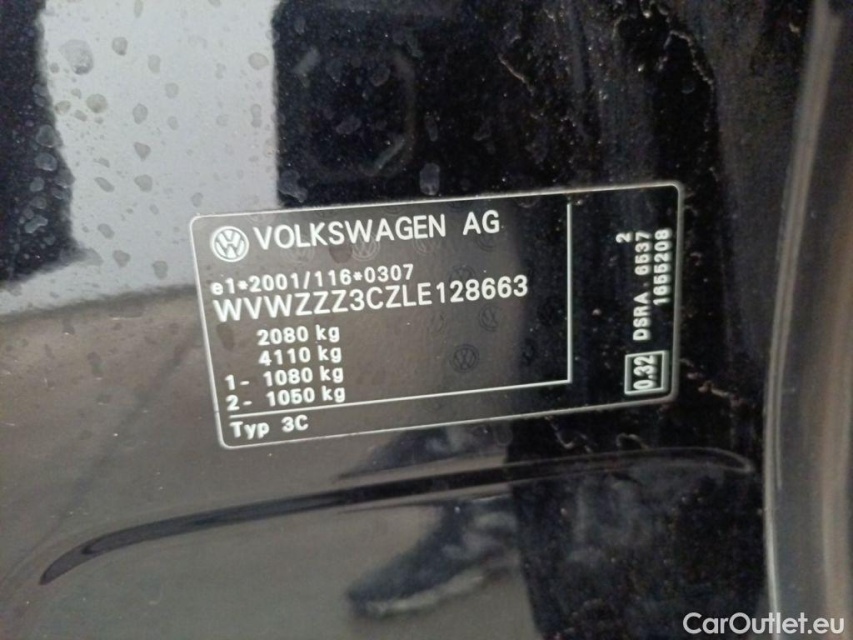 VOLKSWAGEN AG
e1*2001/116*0307
WVWZZZ3CZLE128663
2080 kg
4110 kg
1- 1080 kg
2- 1050 kg
Typ 3C
2
DSRA 6537
1655208
0.32
CarOutlet.eu